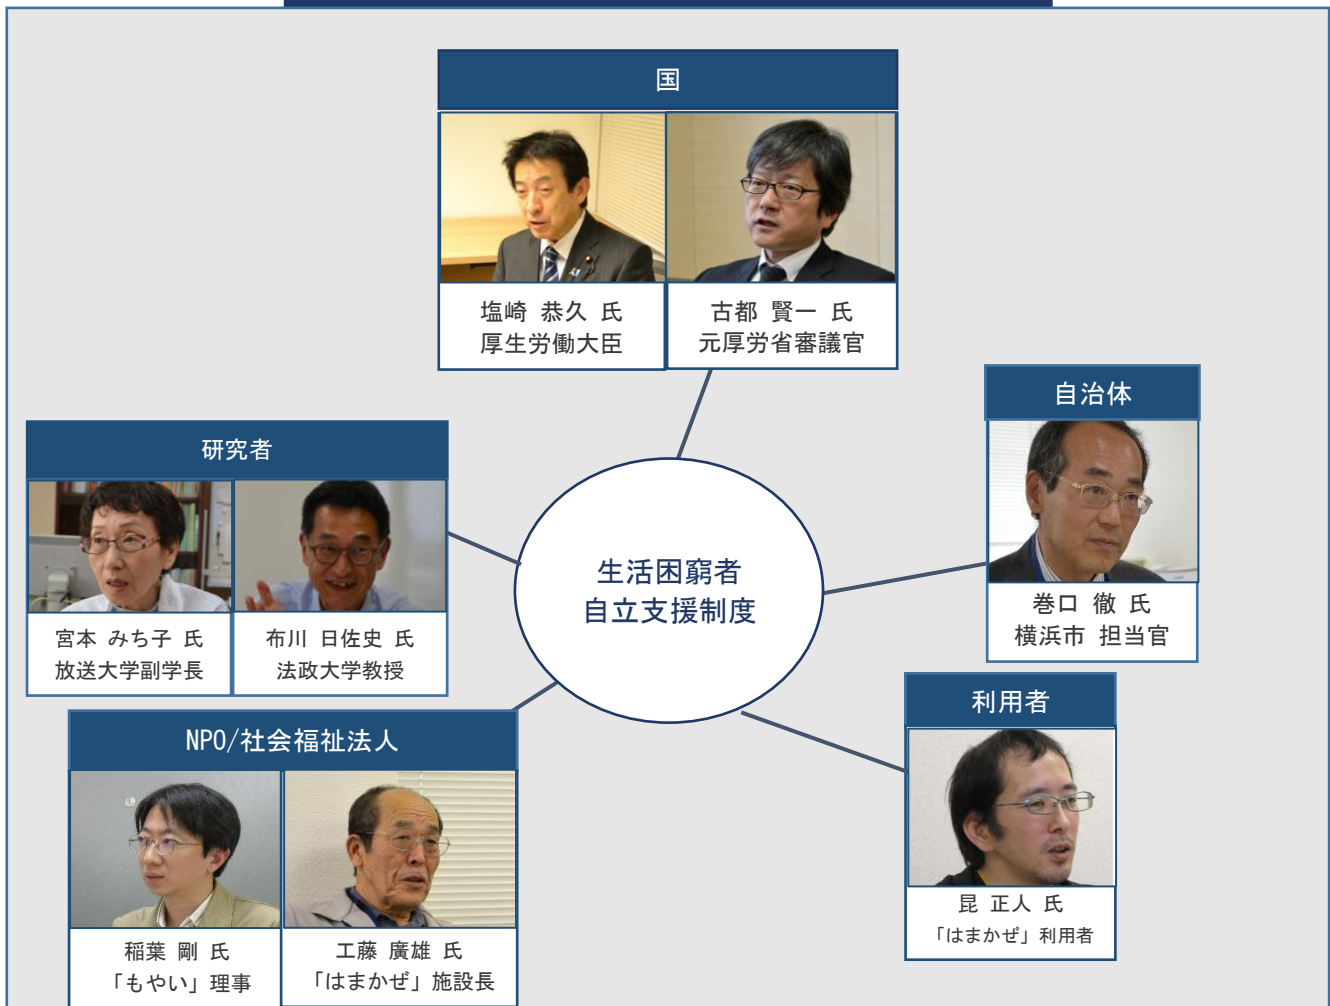 国
塩崎 恭久 氏
厚生労働大臣
古都 賢一 氏
元厚労省審議官
自治体
巻口 徹 氏
横浜市 担当官
研究者
宮本 みち子 氏
放送大学副学長
布川 日佐史 氏
法政大学教授
生活困窮者
自立支援制度
利用者
昆 正人 氏
「はまかぜ」利用者
NPO/社会福祉法人
稲葉 剛 氏
「もやい」理事
工藤 廣雄 氏
「はまかぜ」施設長